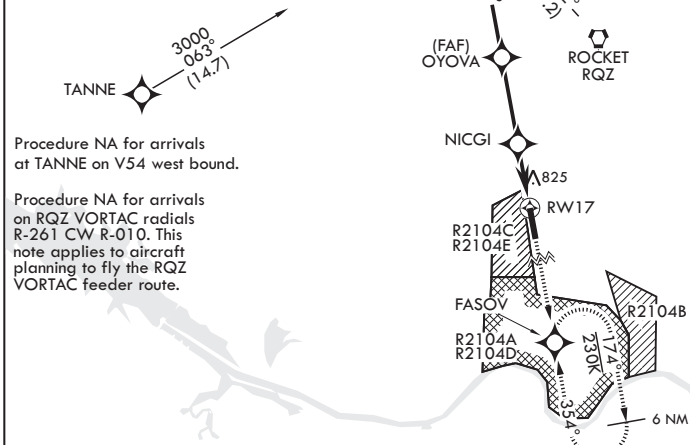 3000
063°
(14.7)
TANNE
(FAF)
OYOVA
ROCKET
RQZ
NICGI
Procedure NA for arrivals
at TANNE on V54 west bound.
825
RW17
Procedure NA for arrivals
on RQZ VORTAC radials
R-261 CW R-010. This
note applies to aircraft
planning to fly the RQZ
VORTAC feeder route.
R2104C
R2104E
FASOV
R2104B
R2104A
R2104D
230K
174°
354°
6 NM